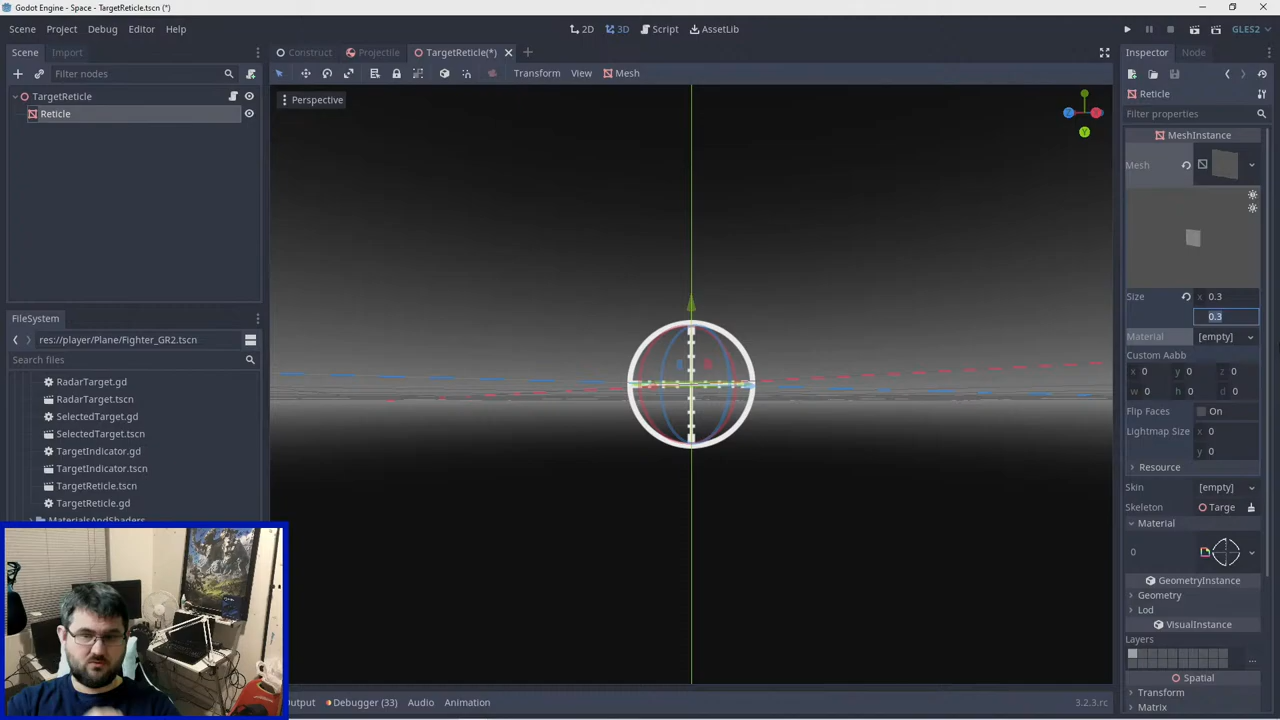 Godot Engine - Space - TargetReticle.tscn (*)
Scene Project Debug Editor Help
2D 3D Script AssetLib
GLES2
Scene Import
Construct Projectile TargetReticle(*)
Inspector Node
Filter nodes
Transform View Mesh
TargetReticle
Reticle
Perspective
Y
Z
Reticle
Filter properties
MeshInstance
Mesh
Size x 0.3
0.3
Material [empty]
Custom Aabb
x 0 y 0 z 0
w 0 h 0 d 0
Flip Faces On
Lightmap Size x 0
y 0
Resource
Skin [empty]
Skeleton Targe
Material
0
GeometryInstance
Geometry
Lod
VisualInstance
Layers
...
Spatial
Transform
Matrix
FileSystem
res://player/Plane/Fighter_GR2.tscn
Search files
RadarTarget.gd
RadarTarget.tscn
SelectedTarget.gd
SelectedTarget.tscn
TargetIndicator.gd
TargetIndicator.tscn
TargetReticle.tscn
TargetReticle.gd
MaterialsAndShaders
Output Debugger (33) Audio Animation
3.2.3.rc